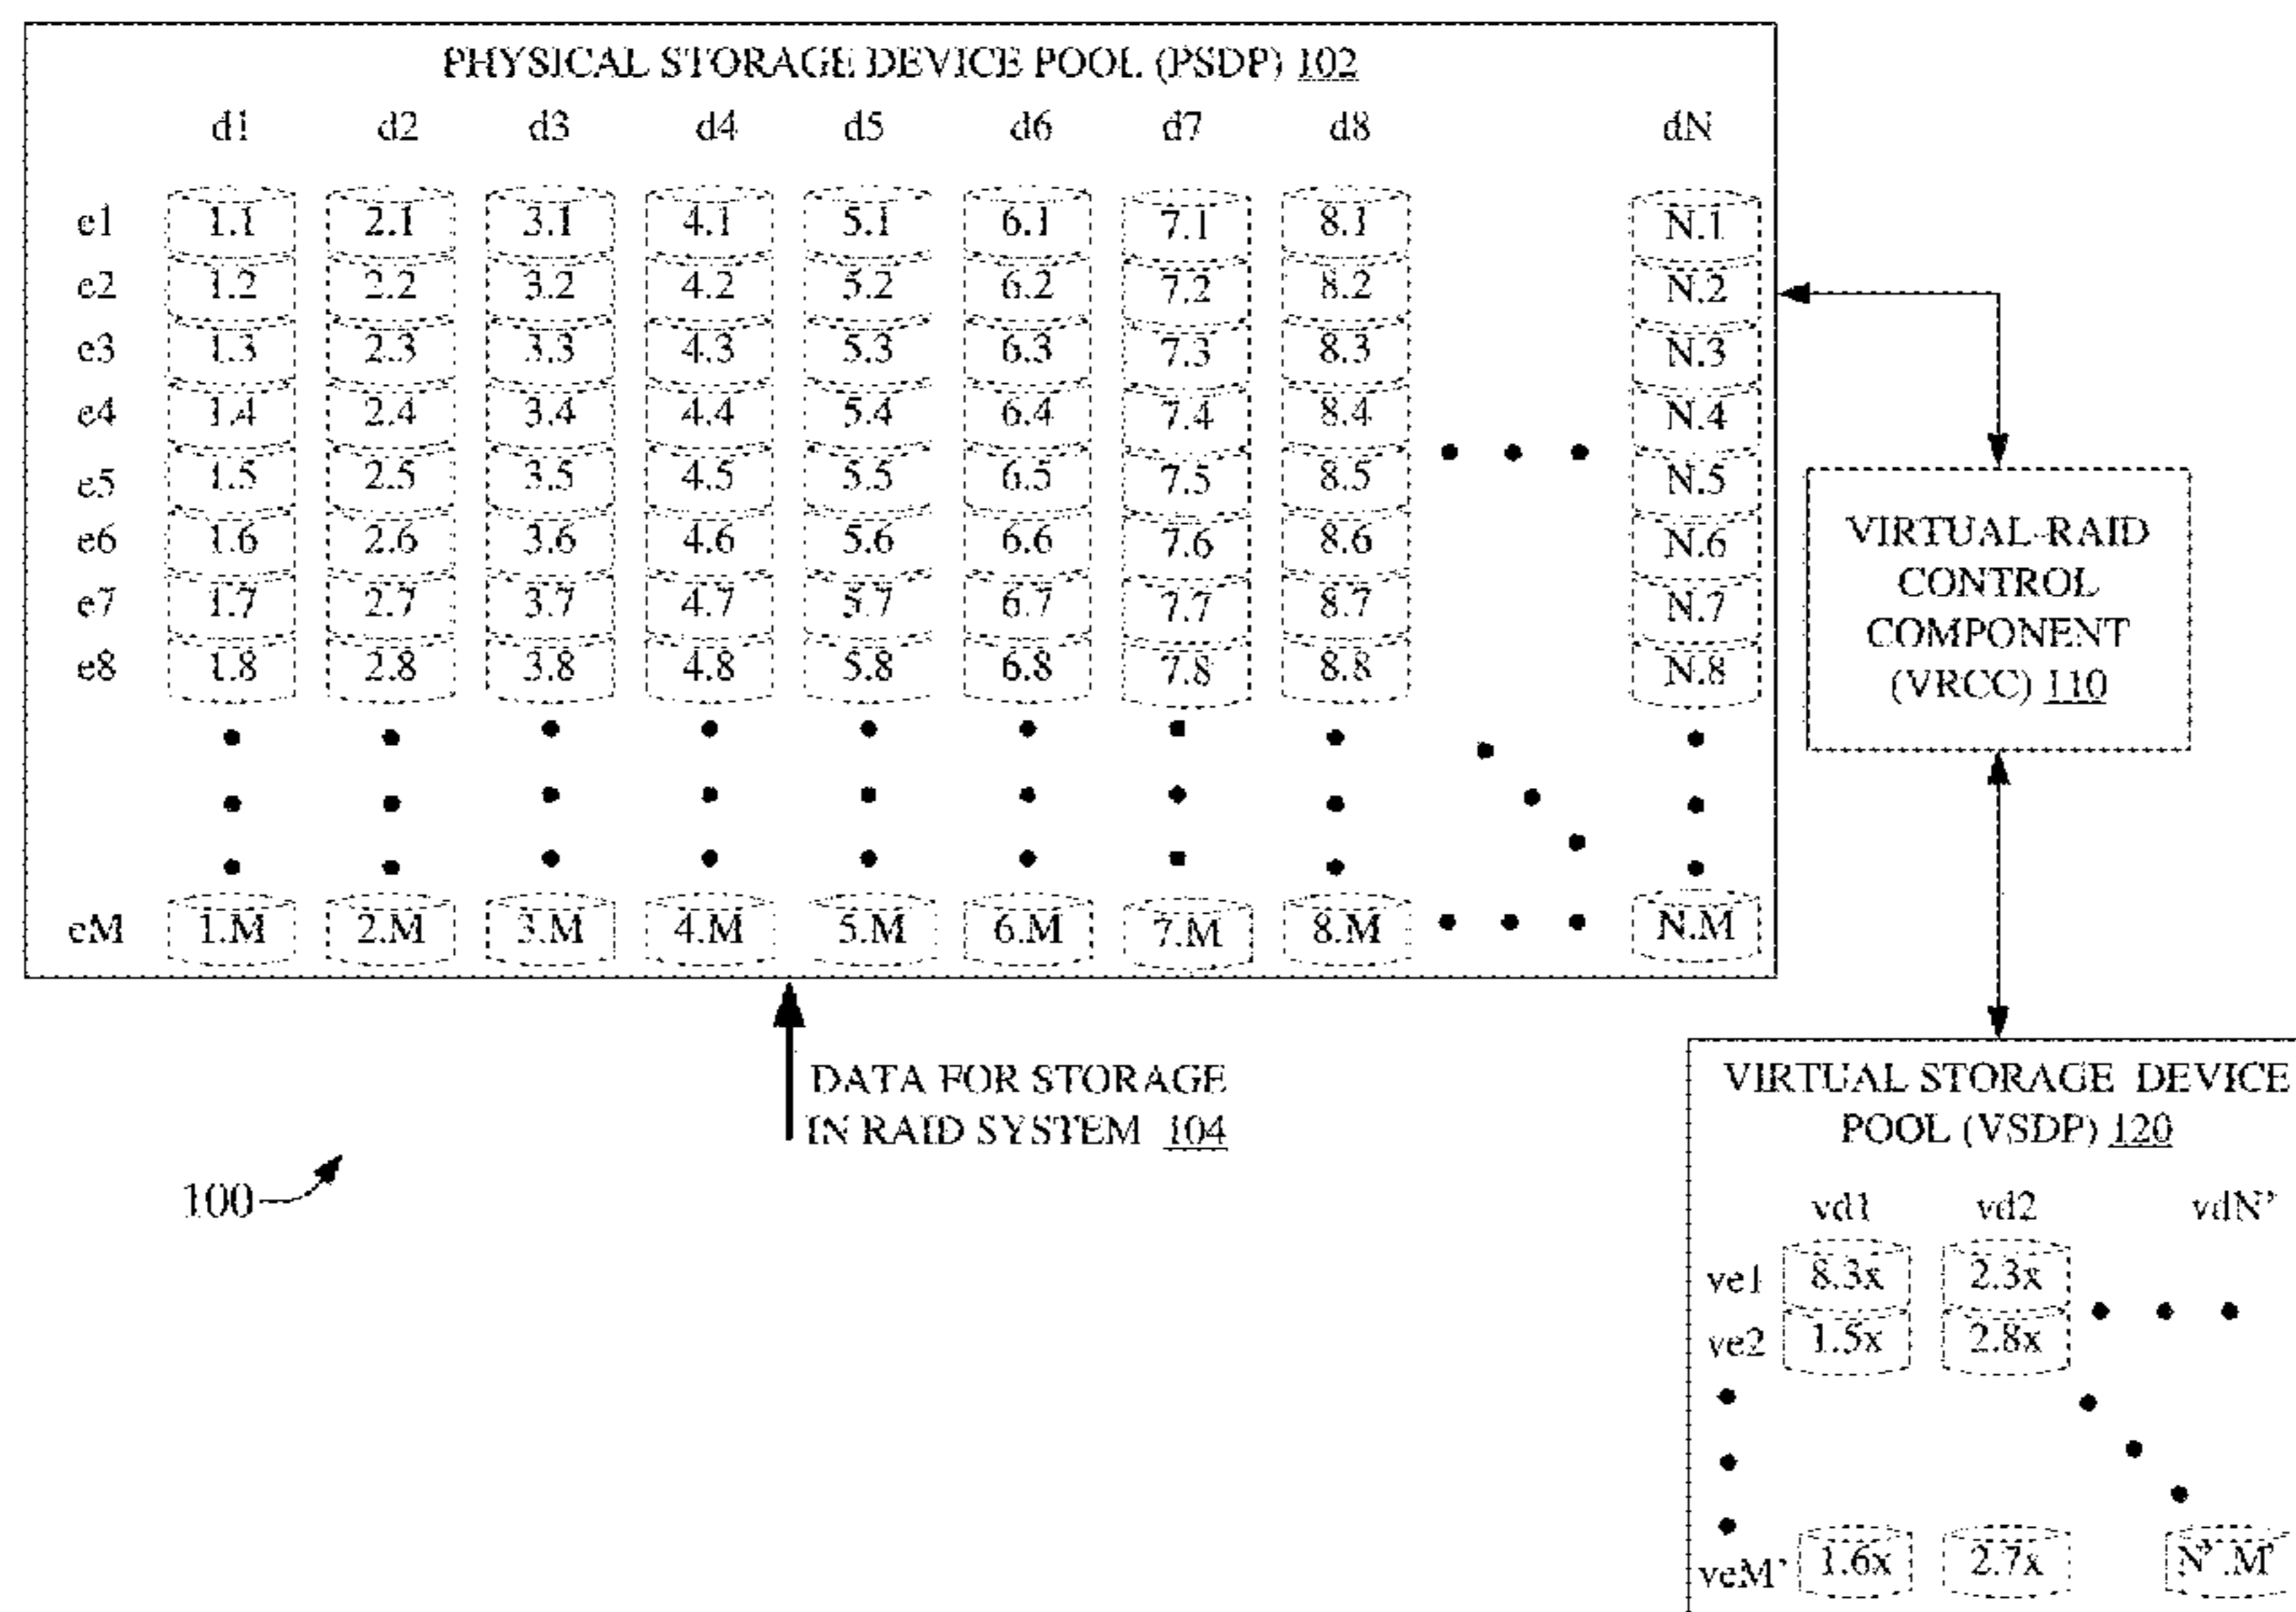 PHYSICAL STORAGE DEVICE POOL (PSDP) 102
d1 d2 d3 d4 d5 d6 d7 d8 dN
e1 1.1 2.1 3.1 4.1 5.1 6.1 7.1 8.1 N.1
e2 1.2 2.2 3.2 4.2 5.2 6.2 7.2 8.2 N.2
e3 1.3 2.3 3.3 4.3 5.3 6.3 7.3 8.3 N.3
e4 1.4 2.4 3.4 4.4 5.4 6.4 7.4 8.4 N.4
e5 1.5 2.5 3.5 4.5 5.5 6.5 7.5 8.5 N.5
e6 1.6 2.6 3.6 4.6 5.6 6.6 7.6 8.6 N.6
e7 1.7 2.7 3.7 4.7 5.7 6.7 7.7 8.7 N.7
e8 1.8 2.8 3.8 4.8 5.8 6.8 7.8 8.8 N.8
eM 1.M 2.M 3.M 4.M 5.M 6.M 7.M 8.M N.M
VIRTUAL-RAID
CONTROL
COMPONENT
(VRCC) 110
DATA FOR STORAGE
IN RAID SYSTEM 104
100
VIRTUAL STORAGE DEVICE
POOL (VSDP) 120
vd1 vd2 vdN’
ve1 8.3x 2.3x
ve2 1.5x 2.8x
veM’ 1.6x 2.7x N’.M’